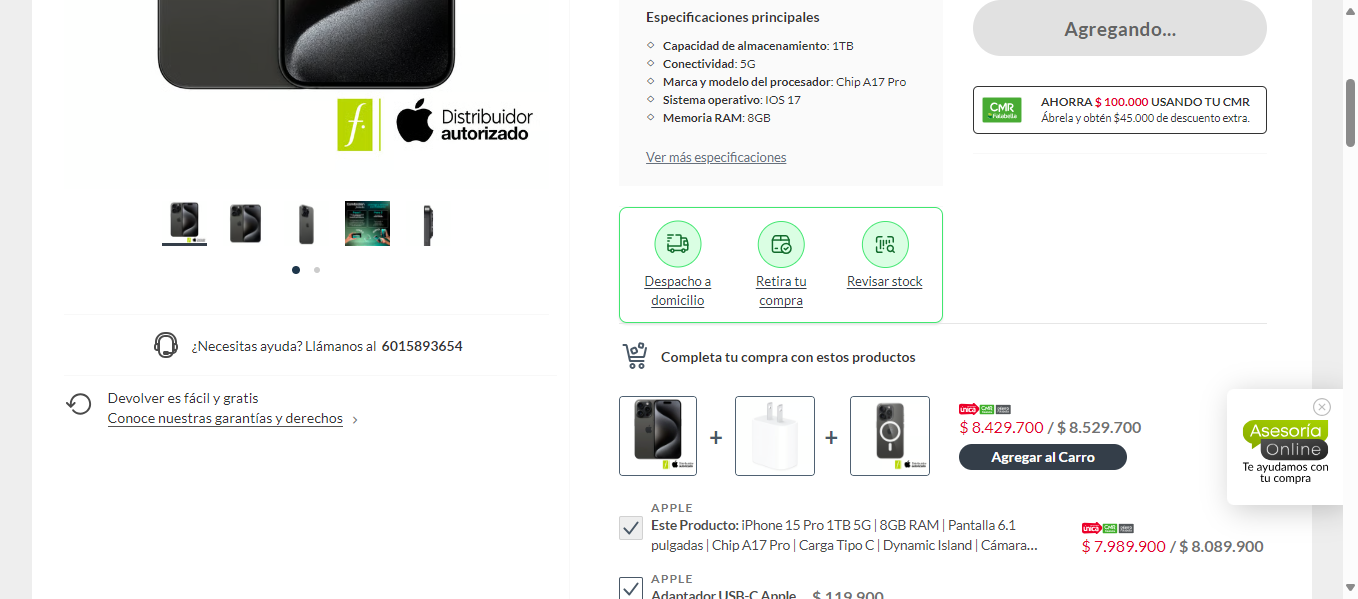 f.
Distribuidor
autorizado
¿Necesitas ayuda? Llámanos al 6015893654
Devolver es fácil y gratis
Conoce nuestras garantías y derechos
Especificaciones principales
Capacidad de almacenamiento: 1TB
Conectividad: 5G
Marca y modelo del procesador: Chip A17 Pro
Sistema operativo: IOS 17
Memoria RAM: 8GB
Ver más especificaciones
Agregando...
CMR
Falabella
AHORRA $ 100.000 USANDO TU CMR
Ábrela y obtén $45.000 de descuento extra.
Despacho a
domicilio
Retira tu
compra
Revisar stock
Completa tu compra con estos productos
+
+
única CMR
$ 8.429.700 / $ 8.529.700
Agregar al Carro
APPLE
Este Producto: iPhone 15 Pro 1TB 5G | 8GB RAM | Pantalla 6.1
pulgadas | Chip A17 Pro | Carga Tipo C | Dynamic Island | Cámara...
única CMR
$ 7.989.900 / $ 8.089.900
APPLE
Adaptador USB-C Apple $ 119.900
Asesoría
Online
Te ayudamos con
tu compra